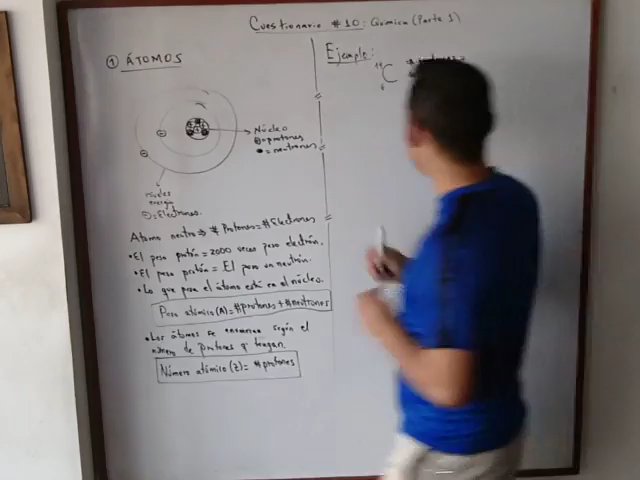 Cuestionario #10: Química (Parte 1)
① ÁTOMOS
Núcleo
⊕=protones
●=neutrones
Niveles
energía
⊖=Electrones.
Átomo neutro ⇒ # Protones=#Electrones
• El peso protón = 2000 veces peso electrón.
• El peso protón = El peso un neutrón.
• Lo que pesa el átomo está en el núcleo.
Peso atómico (A)=#protones + #neutrones
• Los átomos se enumeran según el
número de protones q' tengan.
Número atómico (Z)= #protones
Ejemplo:
C
6